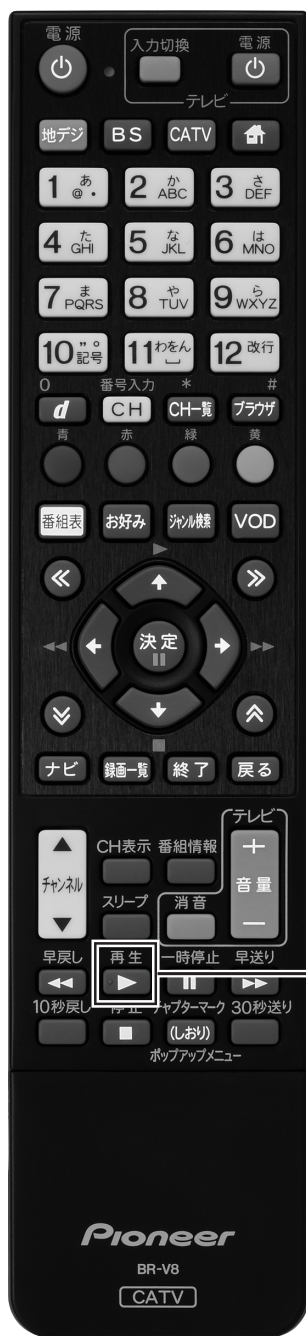 電源 入力切換 電源
テレビ
地デジ BS CATV
1 あ @. 2 か ABC 3 さ DEF
4 た GHI 5 な JKL 6 は MNO
7 ま PQRS 8 や TUV 9 ら WXYZ
10 ゛゜ 記号 11 わをん 12 改行
0 番号入力 * #
d CH CH一覧 ブラウザ
青 赤 緑 黄
番組表 お好み ジャンル検索 VOD
決定
ナビ 録画一覧 終了 戻る
テレビ
CH表示 番組情報 +
チャンネル 音量
スリープ 消音 −
早戻し 再生 一時停止 早送り
10秒戻し 停止 チャプターマーク 30秒送り
(しおり)
ポップアップメニュー
Pioneer
BR-V8
CATV